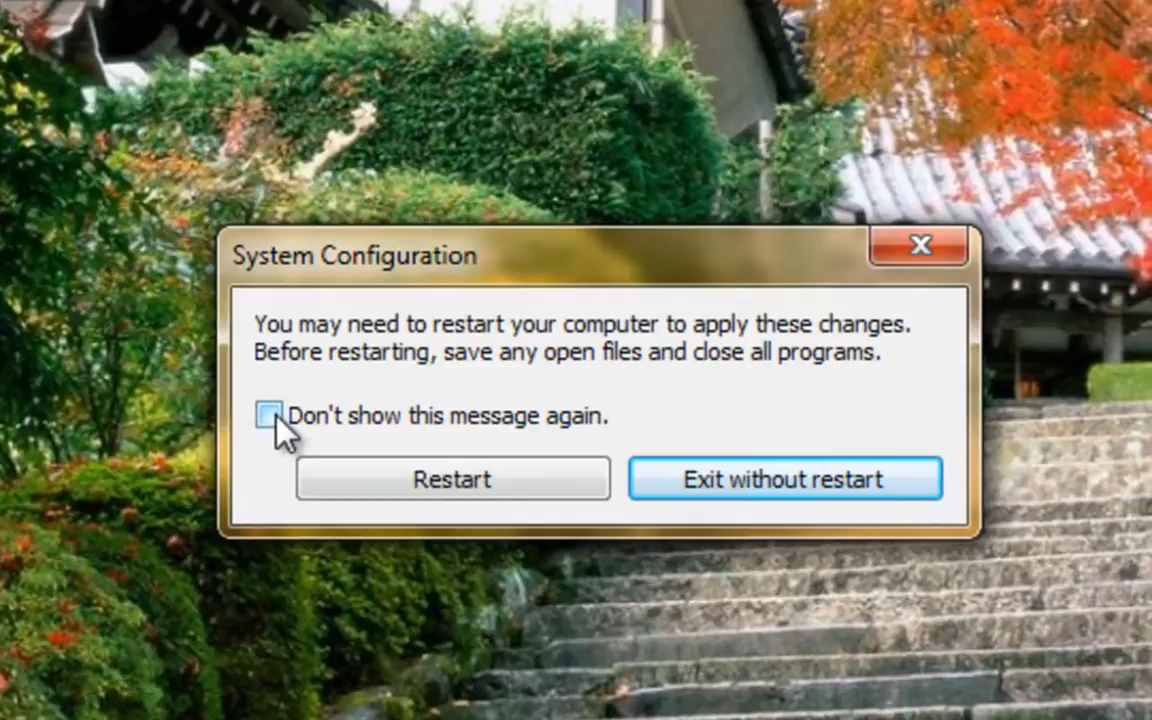 System Configuration
You may need to restart your computer to apply these changes.
Before restarting, save any open files and close all programs.
Don't show this message again.
Restart
Exit without restart